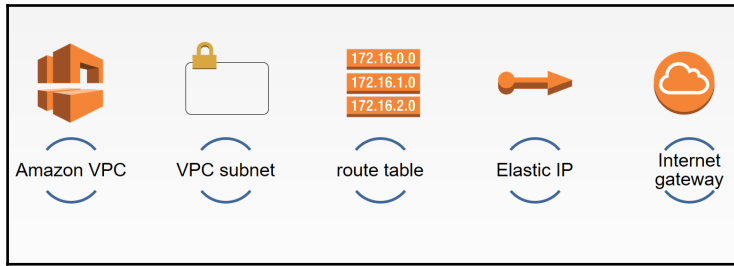 172.16.0.0
172.16.1.0
172.16.2.0
Amazon VPC
VPC subnet
route table
Elastic IP
Internet
gateway